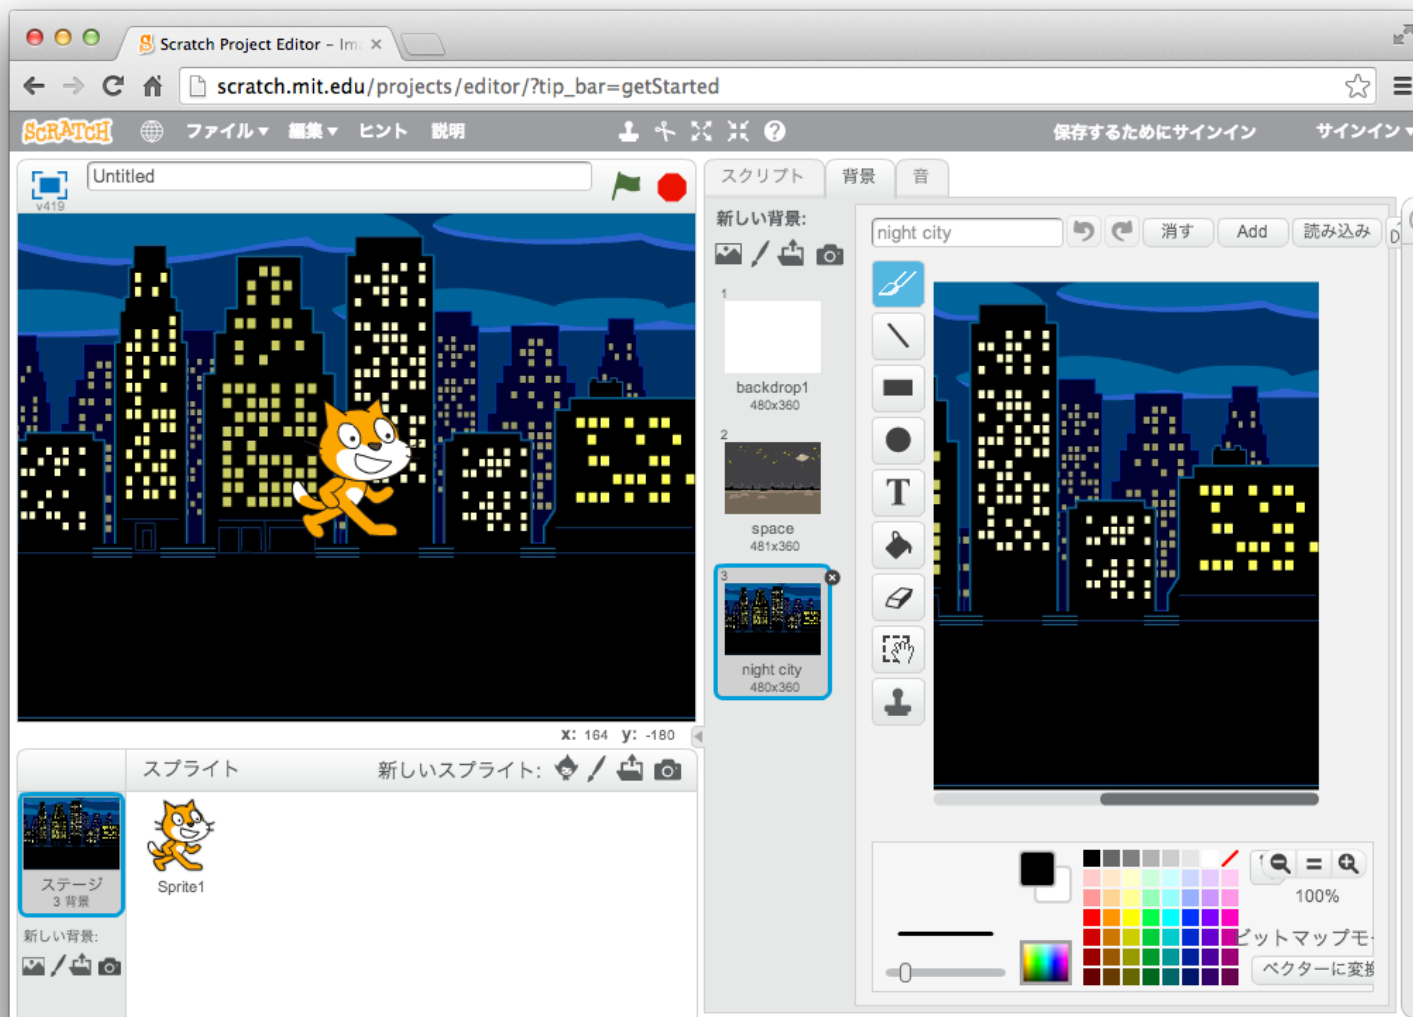 Scratch Project Editor – Im
scratch.mit.edu/projects/editor/?tip_bar=getStarted
SCRATCH ファイル 編集 ヒント 説明 保存するためにサインイン サインイン
v419
Untitled
スクリプト 背景 音
新しい背景:
night city 消す Add 読み込み D
1
backdrop1
480x360
2
space
481x360
3
night city
480x360
x: 164 y: -180
スプライト 新しいスプライト:
ステージ
3 背景
Sprite1
新しい背景:
T
100%
ビットマップモ
ベクターに変換